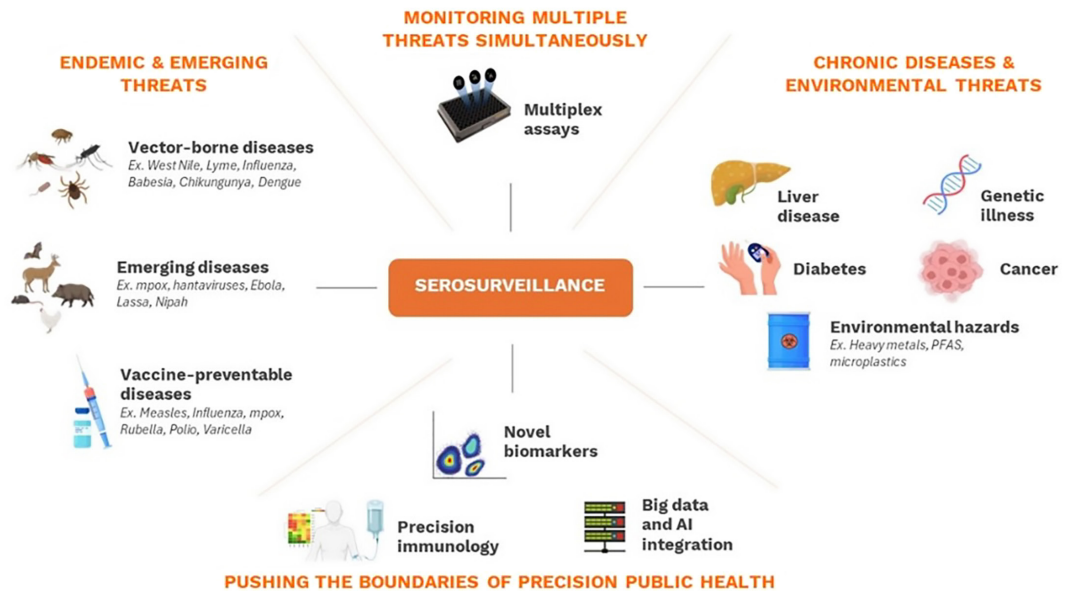 MONITORING MULTIPLE
THREATS SIMULTANEOUSLY
Multiplex
assays
ENDEMIC & EMERGING
THREATS
Vector-borne diseases
Ex. West Nile, Lyme, Influenza,
Babesia, Chikungunya, Dengue
Emerging diseases
Ex. mpox, hantaviruses, Ebola,
Lassa, Nipah
Vaccine-preventable
diseases
Ex. Measles, Influenza, mpox,
Rubella, Polio, Varicella
SEROSURVEILLANCE
CHRONIC DISEASES &
ENVIRONMENTAL THREATS
Liver
disease
Genetic
illness
Diabetes
Cancer
Environmental hazards
Ex. Heavy metals, PFAS,
microplastics
Novel
biomarkers
Precision
immunology
Big data
and AI
integration
PUSHING THE BOUNDARIES OF PRECISION PUBLIC HEALTH